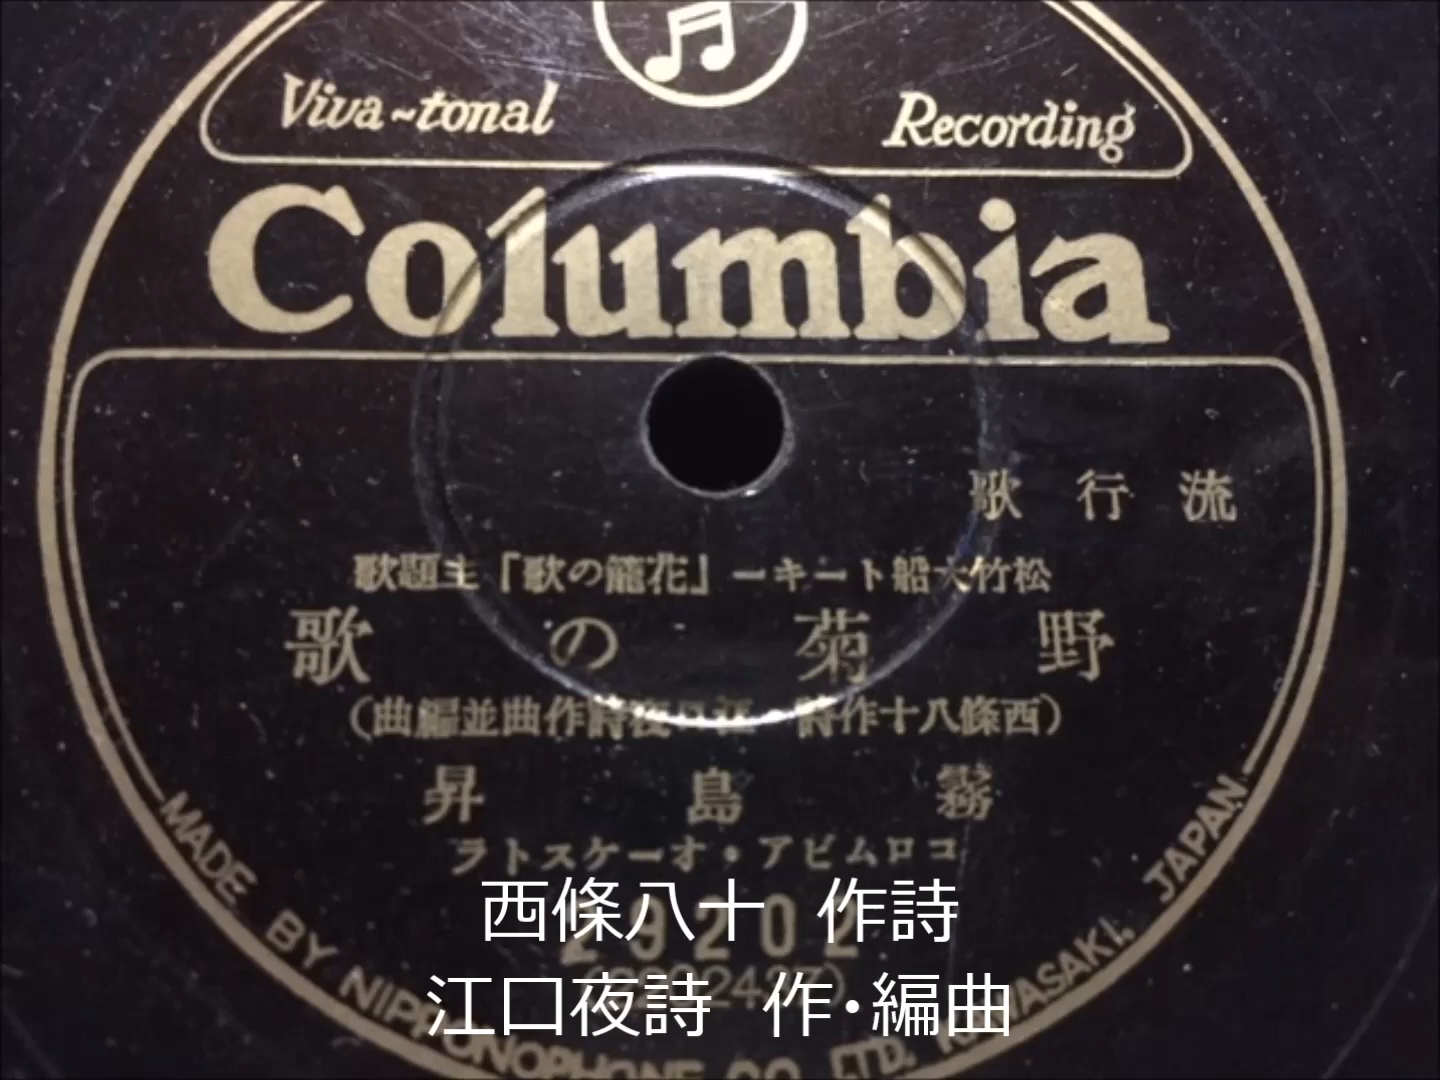 Viva-tonal Recording
Columbia
流行歌
松竹大船トーキー「花籠の歌」主題歌
野菊の歌
(西條八十作詩・江口夜詩作曲並編曲)
霧島昇
コロムビア・オーケストラ
29202
西條八十 作詩
江口夜詩 作・編曲
MADE BY NIPPONOPHONE CO. LTD. KAWASAKI, JAPAN